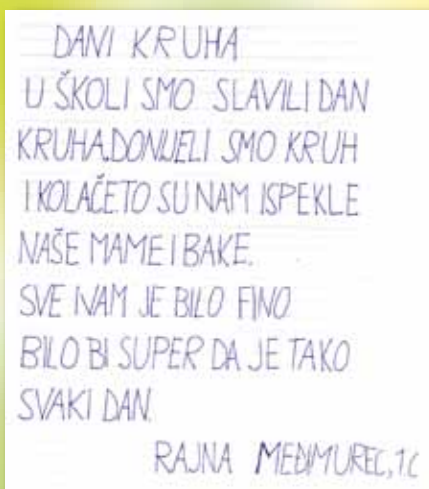 DANI KRUHA
U ŠKOLI SMO SLAVILI DAN
KRUHA.DONIJELI SMO KRUH
I KOLAČE.TO SU NAM ISPEKLE
NAŠE MAME I BAKE.
SVE NAM JE BILO FINO
BILO BI SUPER DA JE TAKO
SVAKI DAN.
RAJNA MEĐIMUREC, 1.C